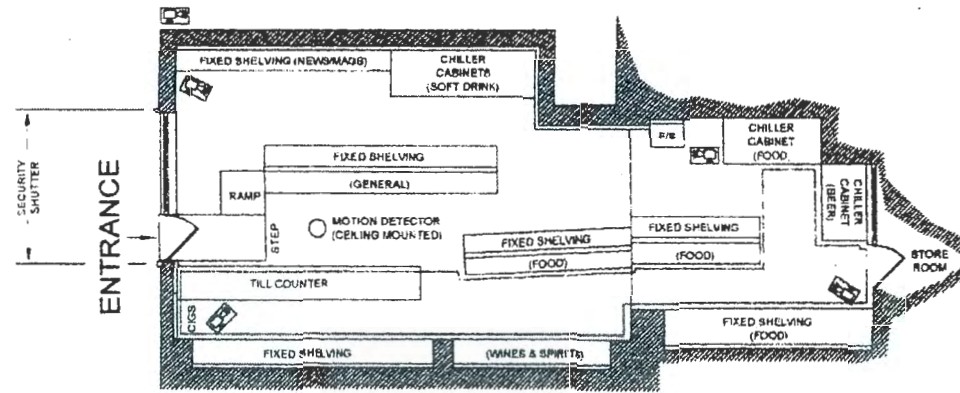 FIXED SHELVING (NEWS/MAGS)
CHILLER
CABINETS
(SOFT DRINK)
SECURITY
SHUTTER
ENTRANCE
FIXED SHELVING
(GENERAL)
RAMP
STEP
MOTION DETECTOR
(CEILING MOUNTED)
CHILLER
CABINET
(FOOD
CHILLER
CABINET
(BEER)
FIXED SHELVING
(FOOD)
FIXED SHELVING
(FOOD)
STORE
ROOM
TILL COUNTER
CIGS
FIXED SHELVING
(WINES & SPIRITS)
FIXED SHELVING
(FOOD)